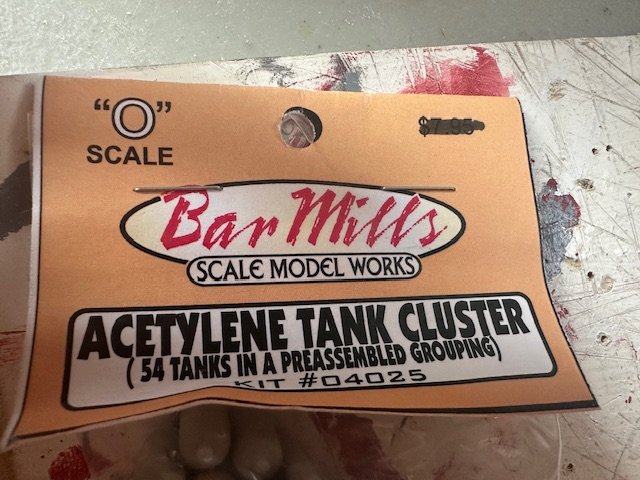 "O"
SCALE
$7.95
Bar Mills
SCALE MODEL WORKS
ACETYLENE TANK CLUSTER
( 54 TANKS IN A PREASSEMBLED GROUPING)
KIT #04025